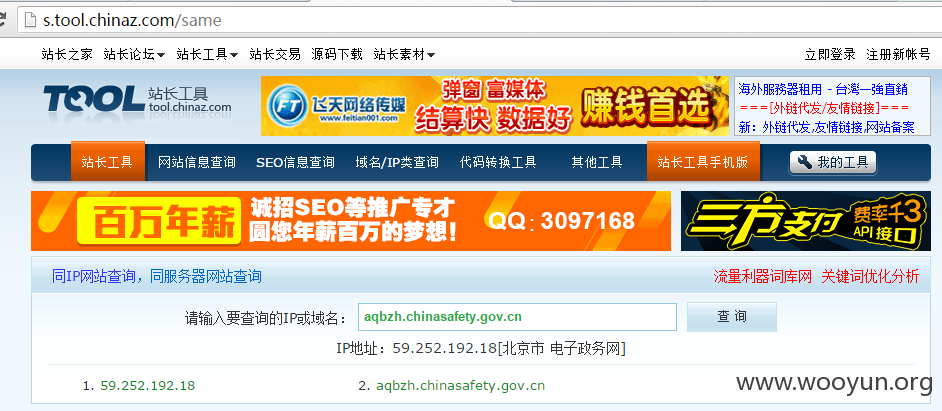 s.tool.chinaz.com/same
站长之家 站长论坛 站长工具 站长交易 源码下载 站长素材 立即登录 注册新帐号
TOOL 站长工具
tool.chinaz.com
飞天网络传媒
www.feitian001.com
弹窗 富媒体
结算快 数据好
赚钱首选
海外服務器租用 - 台灣—強直銷
===[外链代发/友情链接]===
新：外链代发,友情链接,网站备案
站长工具 网站信息查询 SEO信息查询 域名/IP类查询 代码转换工具 其他工具 站长工具手机版 我的工具
百万年薪
诚招SEO等推广专才
圆您年薪百万的梦想!
QQ: 3097168
三方支付
费率千3
API接口
同IP网站查询，同服务器网站查询 流量利器词库网 关键词优化分析
请输入要查询的IP或域名： aqbzh.chinasafety.gov.cn 查 询
IP地址：59.252.192.18[北京市 电子政务网]
1. 59.252.192.18 2. aqbzh.chinasafety.gov.cn
www.wooyun.org